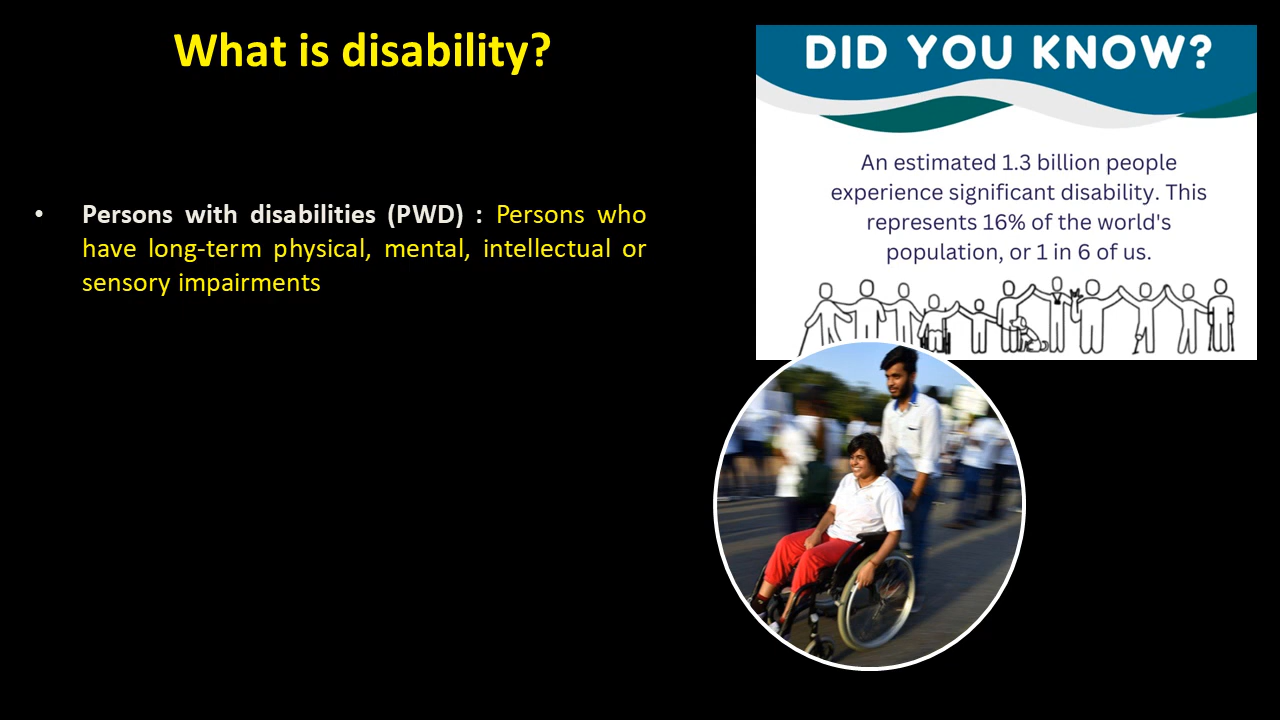 What is disability?
• Persons with disabilities (PWD) : Persons who
have long-term physical, mental, intellectual or
sensory impairments
DID YOU KNOW?
An estimated 1.3 billion people
experience significant disability. This
represents 16% of the world's
population, or 1 in 6 of us.